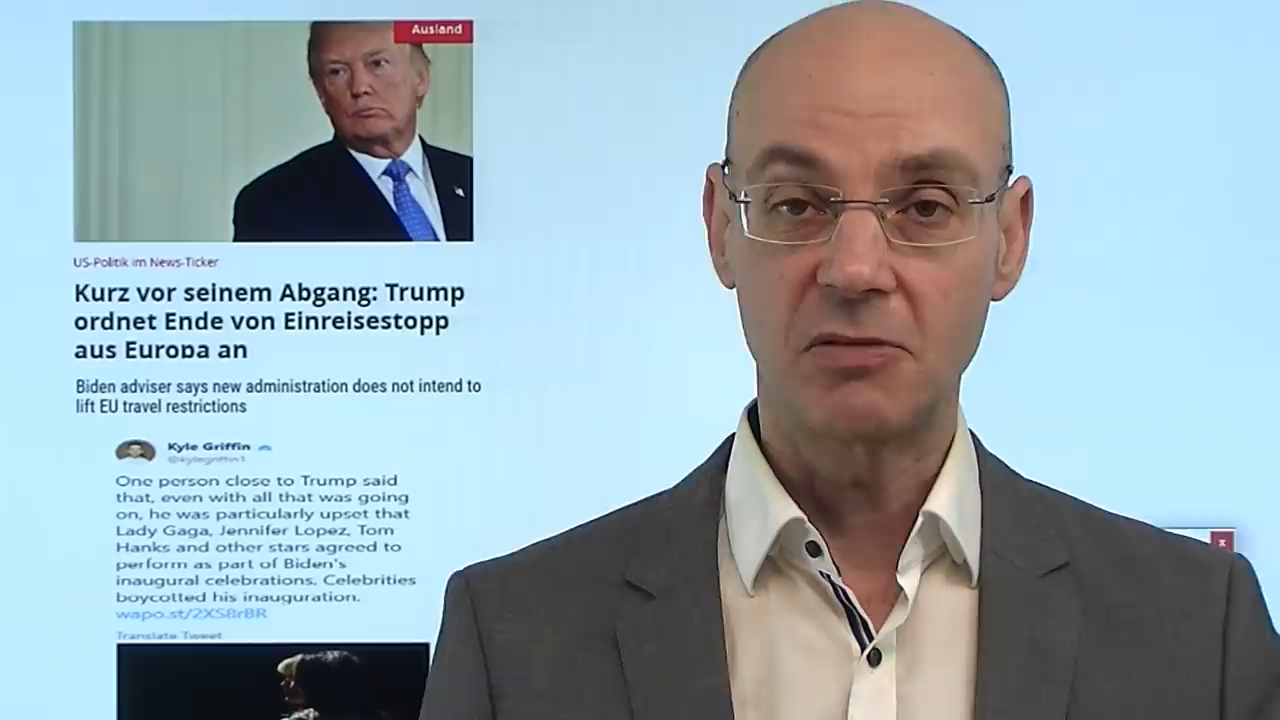 Ausland
US-Politik im News-Ticker
Kurz vor seinem Abgang: Trump
ordnet Ende von Einreisestopp
aus Europa an
Biden adviser says new administration does not intend to
lift EU travel restrictions
Kyle Griffin
@kylegriffin1
One person close to Trump said
that, even with all that was going
on, he was particularly upset that
Lady Gaga, Jennifer Lopez, Tom
Hanks and other stars agreed to
perform as part of Biden's
inaugural celebrations. Celebrities
boycotted his inauguration.
wapo.st/2XS8rBR
Translate Tweet
x